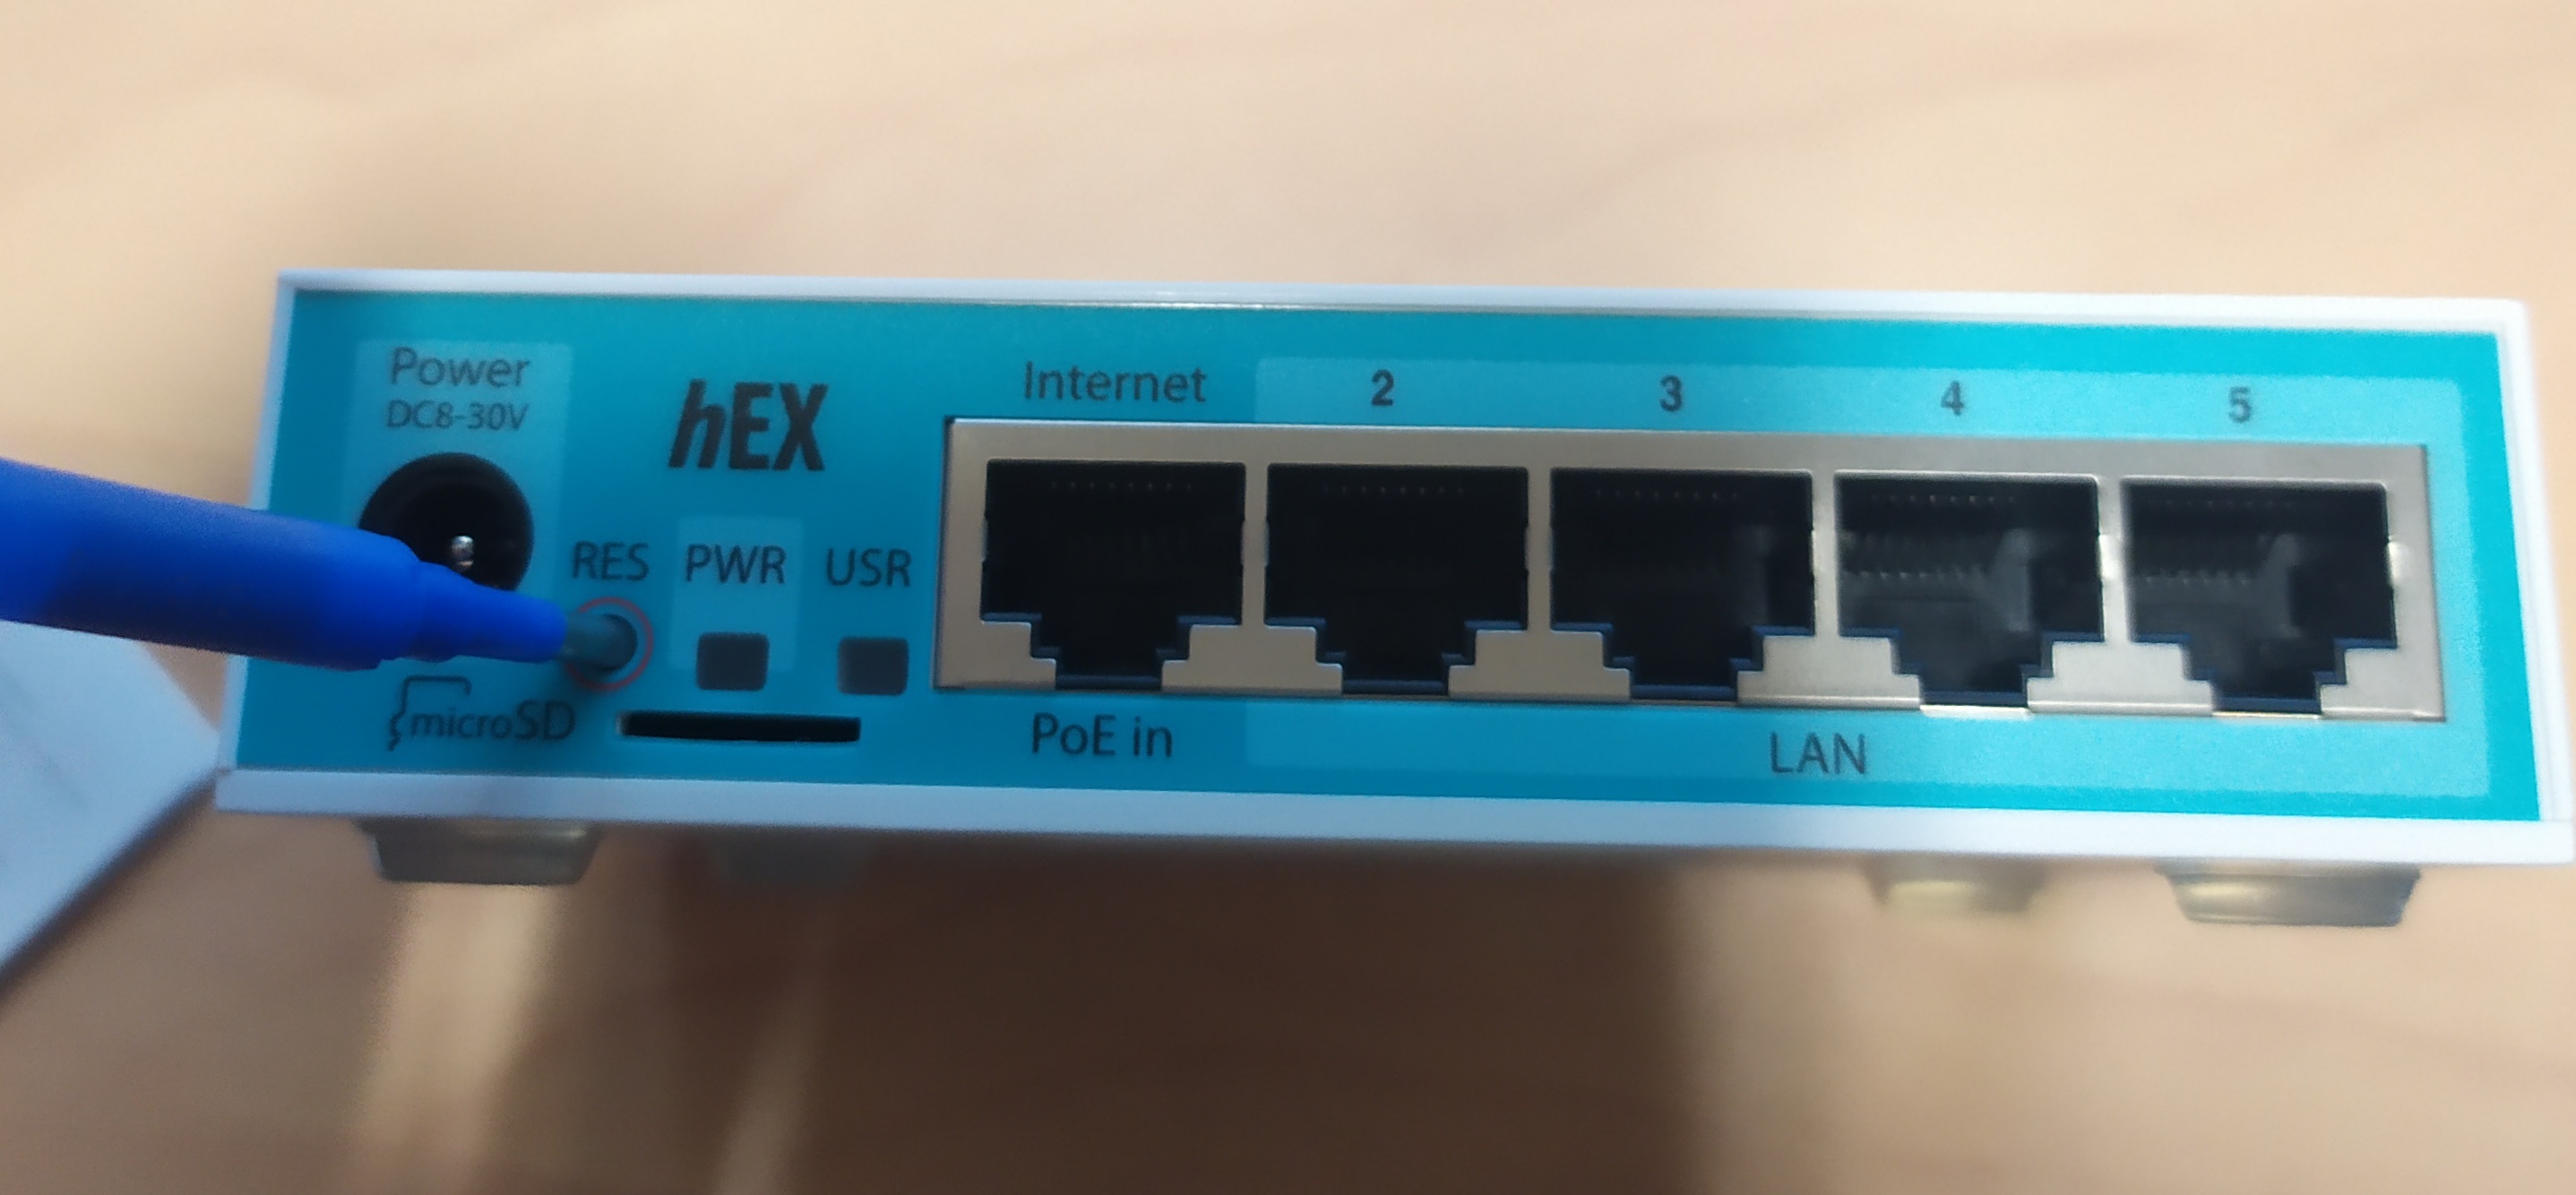 Power
DC8-30V
hEX
RES
PWR
USR
microSD
Internet
2
3
4
5
PoE in
LAN